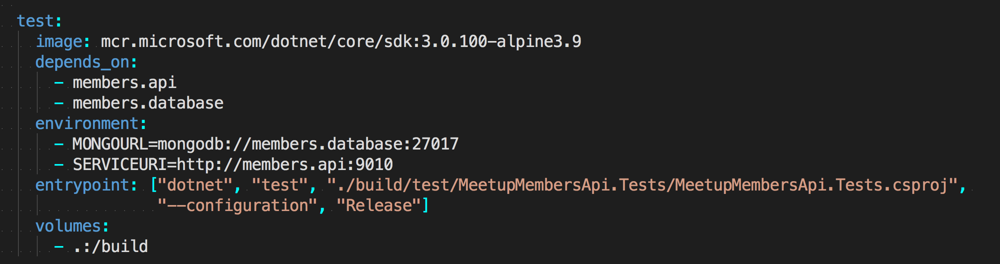 test:
image: mcr.microsoft.com/dotnet/core/sdk:3.0.100-alpine3.9
depends_on:
- members.api
- members.database
environment:
- MONGOURL=mongodb://members.database:27017
- SERVICEURI=http://members.api:9010
entrypoint: ["dotnet", "test", "./build/test/MeetupMembersApi.Tests/MeetupMembersApi.Tests.csproj",
"--configuration", "Release"]
volumes:
- .:/build